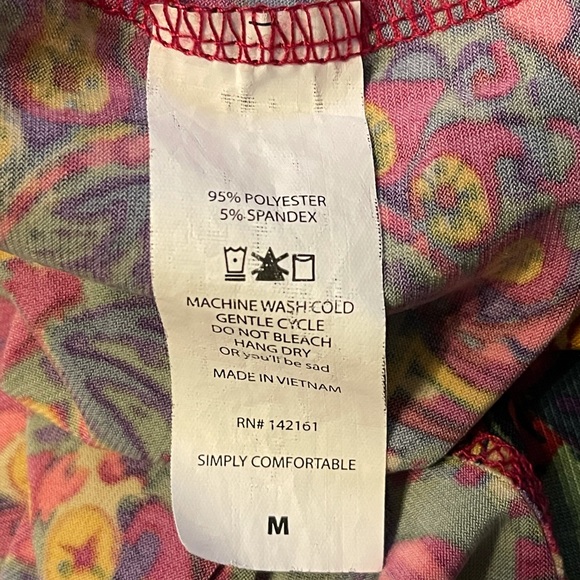 95% POLYESTER
5% SPANDEX
MACHINE WASH COLD
GENTLE CYCLE
DO NOT BLEACH
HANG DRY
OR you'll be sad
MADE IN VIETNAM
RN# 142161
SIMPLY COMFORTABLE
M